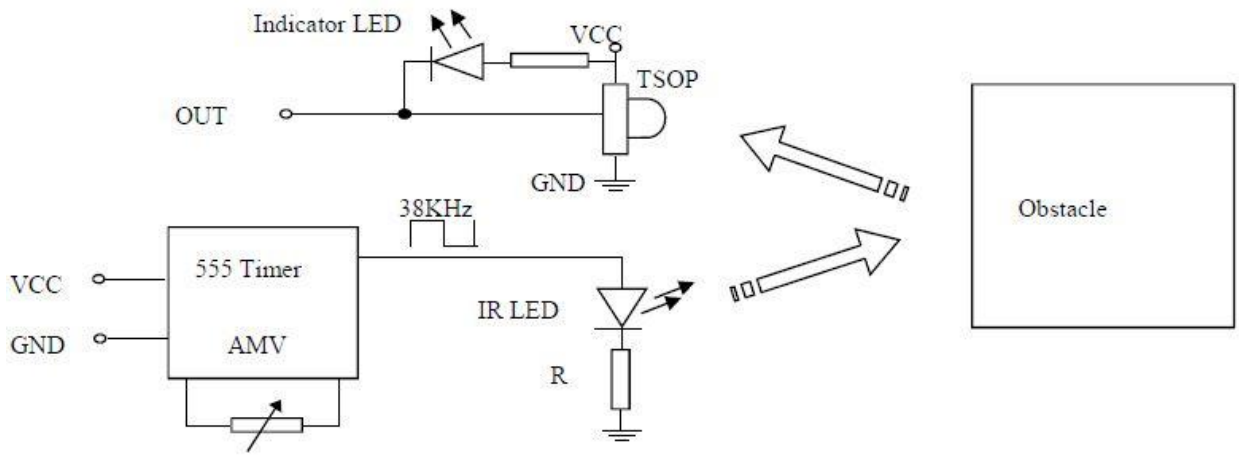 Indicator LED
VCC
TSOP
OUT
GND
38KHz
Obstacle
555 Timer
VCC
IR LED
GND
AMV
R